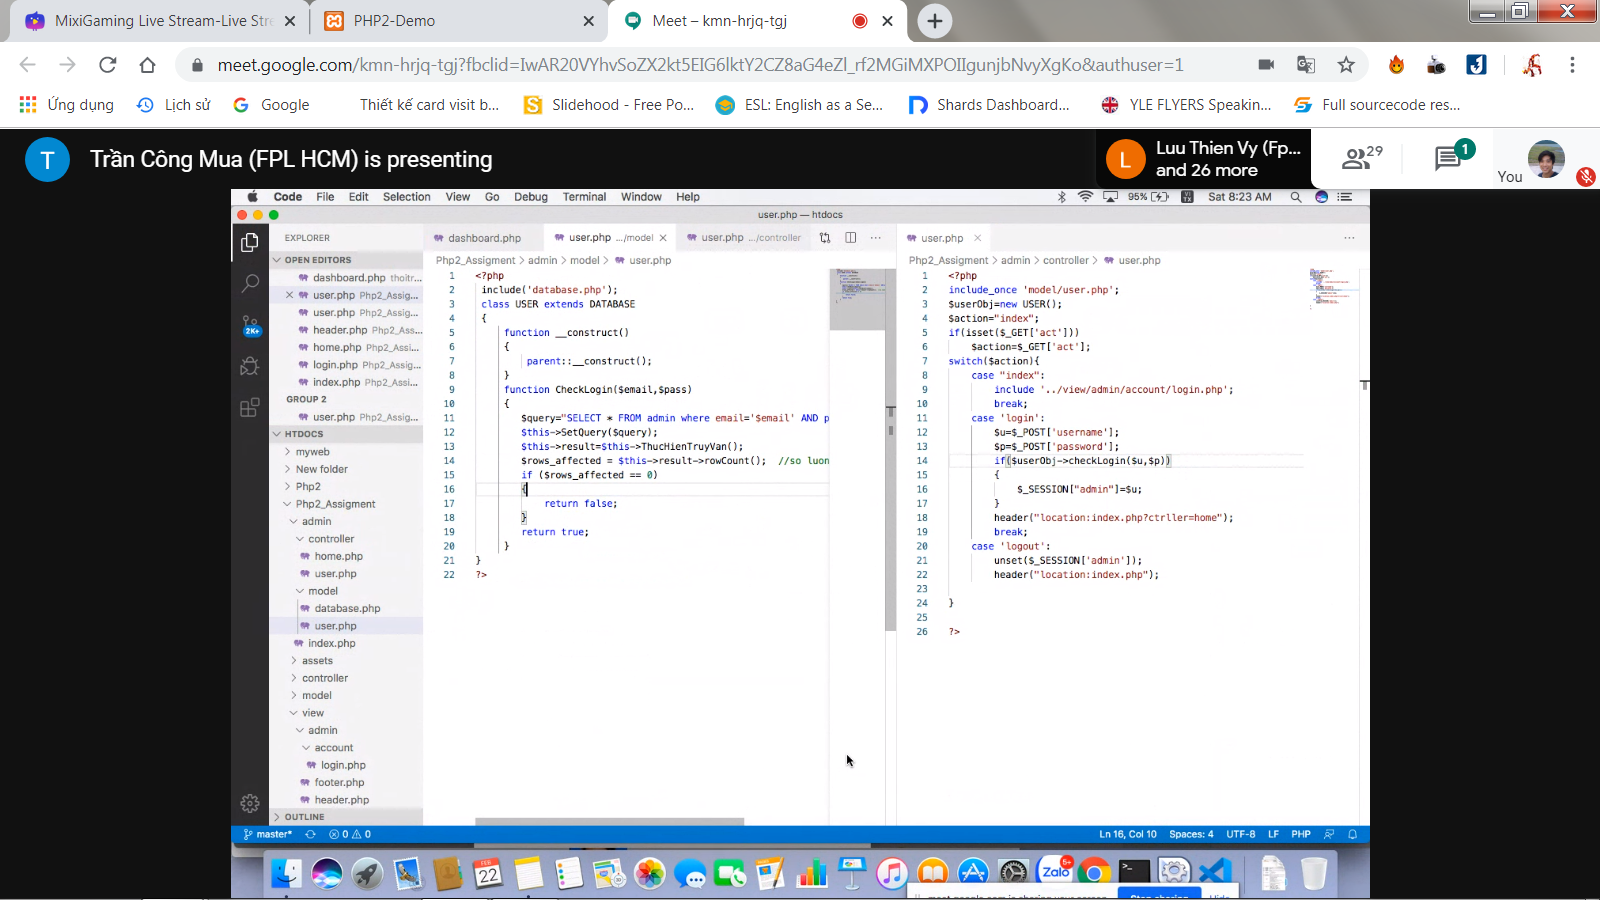 MixiGaming Live Stream-Live Stre
PHP2-Demo
Meet – kmn-hrjq-tgj
meet.google.com/kmn-hrjq-tgj?fbclid=IwAR20VYhvSoZX2kt5EIG6lktY2CZ8aG4eZl_rf2MGiMXPOIIgunjbNvyXgKo&authuser=1
Ứng dụng
Lịch sử
Google
Thiết kế card visit b...
Slidehood - Free Po...
ESL: English as a Se...
Shards Dashboard...
YLE FLYERS Speakin...
Full sourcecode res...
T
Trần Công Mua (FPL HCM) is presenting
L
Luu Thien Vy (Fp...
and 26 more
29
1
You
Code File Edit Selection View Go Debug Terminal Window Help
95%
Sat 8:23 AM
user.php — htdocs
EXPLORER
OPEN EDITORS
dashboard.php thoitr...
user.php Php2_Assig...
user.php Php2_Assig...
header.php Php2_Ass...
home.php Php2_Assi...
login.php Php2_Assig...
index.php Php2_Assi...
GROUP 2
user.php Php2_Assig...
HTDOCS
myweb
New folder
Php2
Php2_Assigment
admin
controller
home.php
user.php
model
database.php
user.php
index.php
assets
controller
model
view
admin
account
login.php
footer.php
header.php
OUTLINE
2K+
dashboard.php
user.php .../model
user.php .../controller
Php2_Assigment > admin > model > user.php
1 <?php
2 include('database.php');
3 class USER extends DATABASE
4 {
5 function __construct()
6 {
7 parent::__construct();
8 }
9 function CheckLogin($email,$pass)
10 {
11 $query="SELECT * FROM admin where email='$email' AND p
12 $this->SetQuery($query);
13 $this->result=$this->ThucHienTruyVan();
14 $rows_affected = $this->result->rowCount(); //so luon
15 if ($rows_affected == 0)
16 {
17 return false;
18 }
19 return true;
20 }
21 }
22 ?>
user.php
Php2_Assigment > admin > controller > user.php
1 <?php
2 include_once 'model/user.php';
3 $userObj=new USER();
4 $action="index";
5 if(isset($_GET['act']))
6 $action=$_GET['act'];
7 switch($action){
8 case "index":
9 include '../view/admin/account/login.php';
10 break;
11 case 'login':
12 $u=$_POST['username'];
13 $p=$_POST['password'];
14 if($userObj->checkLogin($u,$p))
15 {
16 $_SESSION["admin"]=$u;
17 }
18 header("location:index.php?ctrller=home");
19 break;
20 case 'logout':
21 unset($_SESSION['admin']);
22 header("location:index.php");
23
24 }
25
26 ?>
master*
0 0
Ln 16, Col 10 Spaces: 4 UTF-8 LF PHP
FEB
22
Zalo
5+